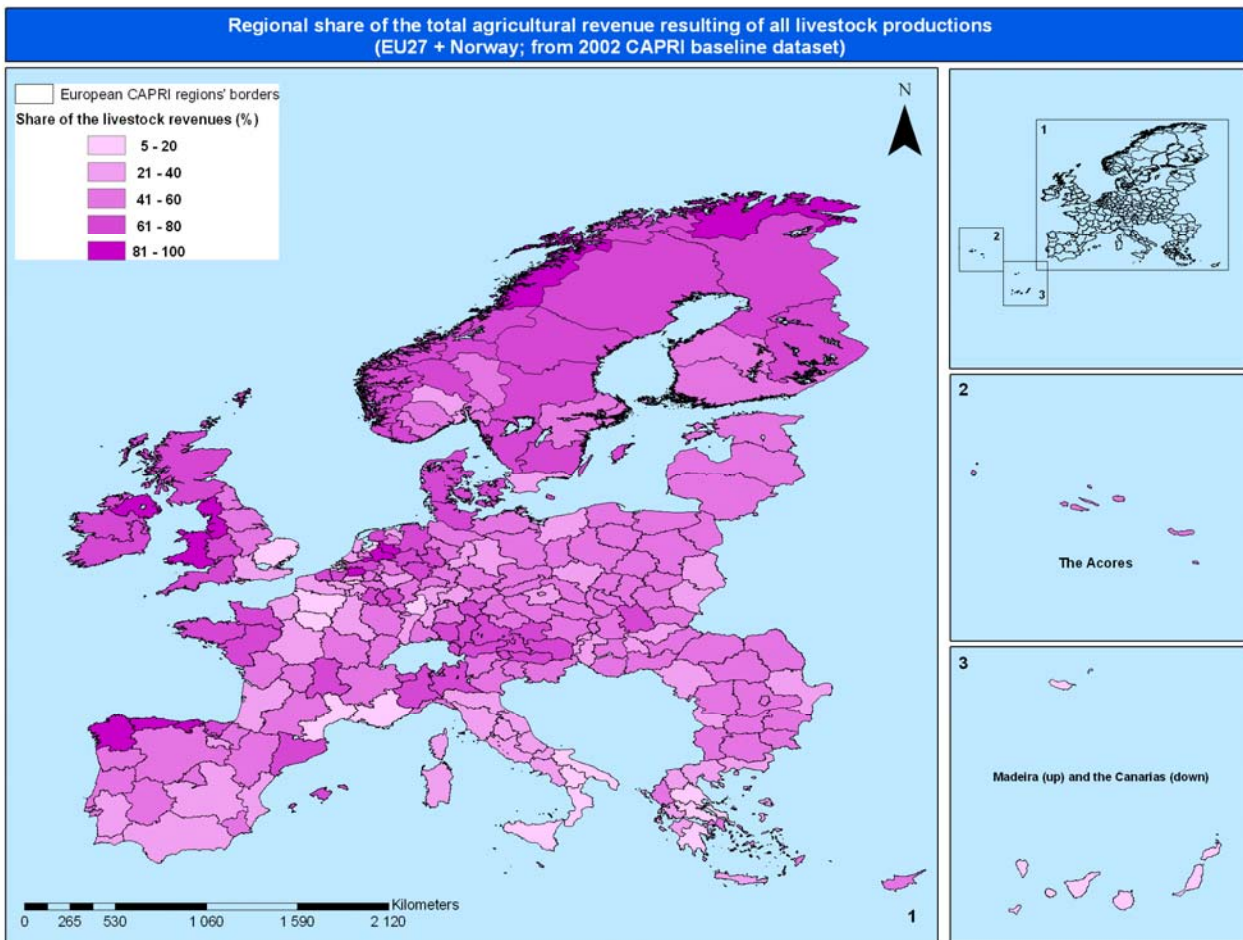 Regional share of the total agricultural revenue resulting of all livestock productions
(EU27 + Norway; from 2002 CAPRI baseline dataset)
European CAPRI regions' borders
Share of the livestock revenues (%)
5 - 20
21 - 40
41 - 60
61 - 80
81 - 100
N
Kilometers
0 265 530 1 060 1 590 2 120
1
1
2
3
2
The Acores
3
Madeira (up) and the Canarias (down)